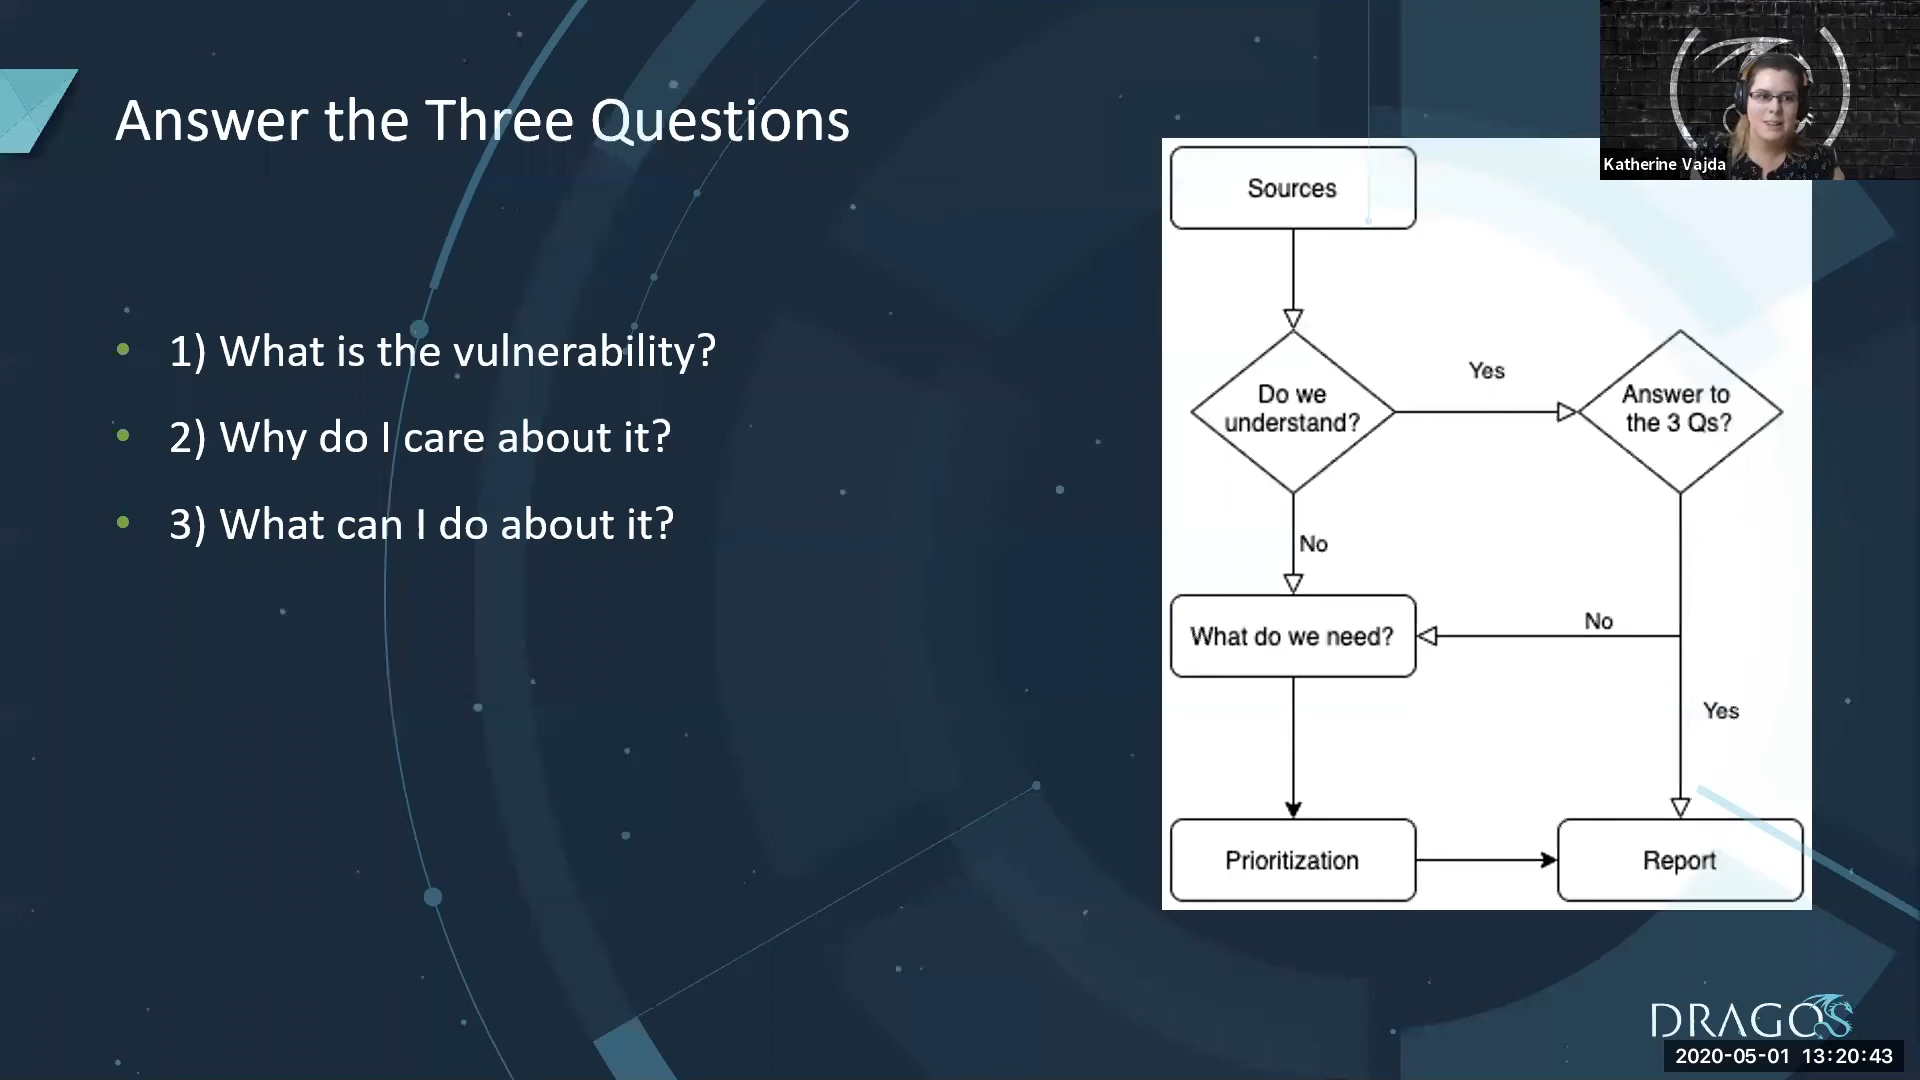 Answer the Three Questions
1) What is the vulnerability?
2) Why do I care about it?
3) What can I do about it?
Katherine Vajda
Sources
Do we
understand?
Yes
Answer to
the 3 Qs?
No
What do we need?
No
Yes
Prioritization
Report
DRAGOS
2020-05-01 13:20:43